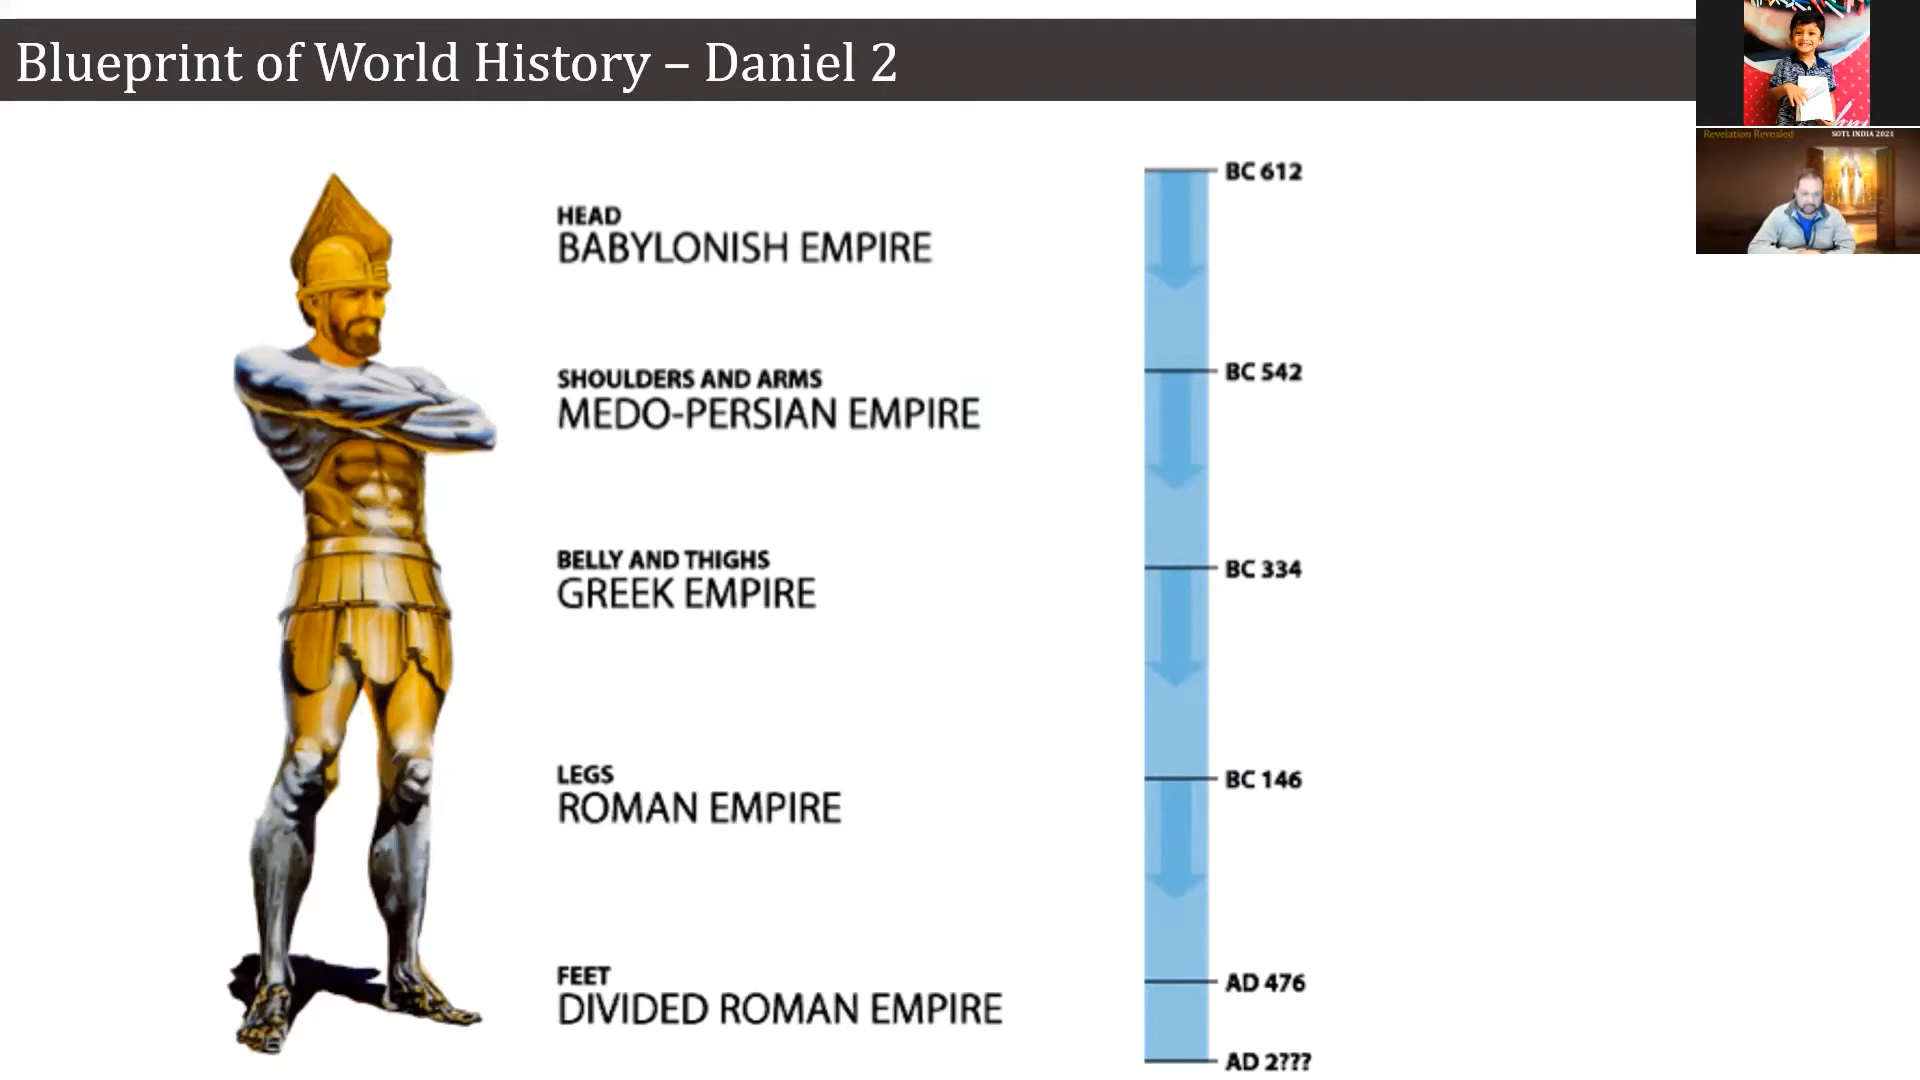 Blueprint of World History – Daniel 2
Revelation Revealed
SOTL INDIA 2021
BC 612
HEAD
BABYLONISH EMPIRE
BC 542
SHOULDERS AND ARMS
MEDO-PERSIAN EMPIRE
BELLY AND THIGHS
BC 334
GREEK EMPIRE
LEGS
BC 146
ROMAN EMPIRE
FEET
AD 476
DIVIDED ROMAN EMPIRE
AD 2???